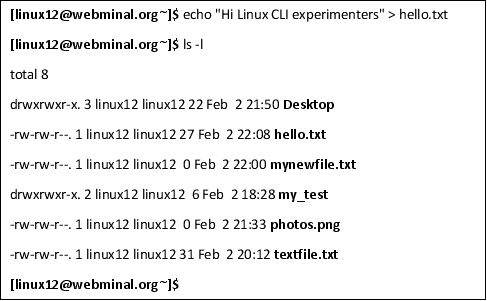 [linux12@webminal.org~]$ echo "Hi Linux CLI experimenters" > hello.txt
[linux12@webminal.org~]$ ls -l
total 8
drwxrwxr-x. 3 linux12 linux12 22 Feb  2 21:50 Desktop
-rw-rw-r--. 1 linux12 linux12 27 Feb  2 22:08 hello.txt
-rw-rw-r--. 1 linux12 linux12  0 Feb  2 22:00 mynewfile.txt
drwxrwxr-x. 2 linux12 linux12  6 Feb  2 18:28 my_test
-rw-rw-r--. 1 linux12 linux12  0 Feb  2 21:33 photos.png
-rw-rw-r--. 1 linux12 linux12 31 Feb  2 20:12 textfile.txt
[linux12@webminal.org~]$